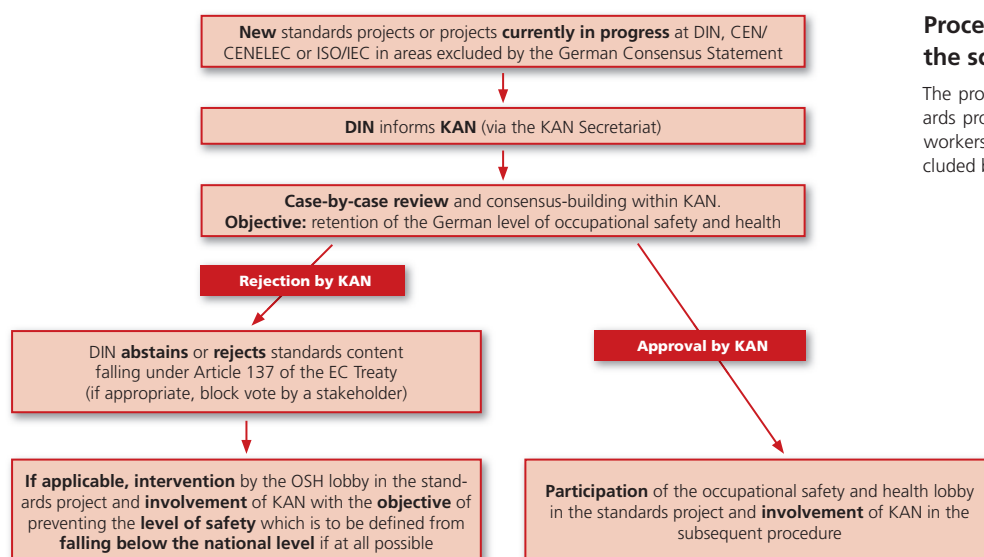 New standards projects or projects currently in progress at DIN, CEN/
CENELEC or ISO/IEC in areas excluded by the German Consensus Statement
DIN informs KAN (via the KAN Secretariat)
Case-by-case review and consensus-building within KAN.
Objective: retention of the German level of occupational safety and health
Rejection by KAN
DIN abstains or rejects standards content
falling under Article 137 of the EC Treaty
(if appropriate, block vote by a stakeholder)
If applicable, intervention by the OSH lobby in the stand-
ards project and involvement of KAN with the objective of
preventing the level of safety which is to be defined from
falling below the national level if at all possible
Approval by KAN
Participation of the occupational safety and health lobby
in the standards project and involvement of KAN in the
subsequent procedure
the
The
ards
workers